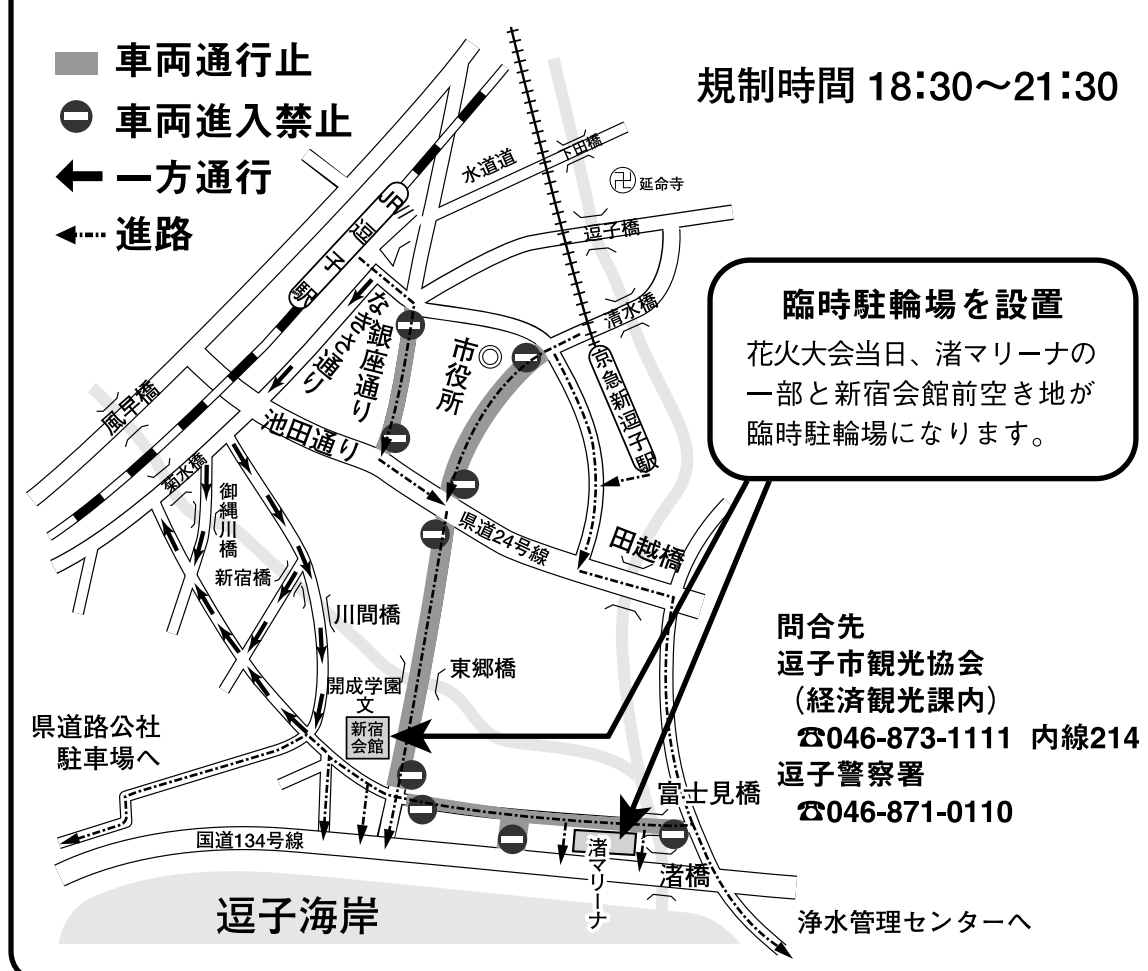 車両通行止
車両進入禁止
一方通行
進路
規制時間 18:30〜21:30
水道道
下田橋
卍 延命寺
JR逗子駅
逗子橋
清水橋
なぎさ通り
銀座通り
市役所
京急新逗子駅
風早橋
菊水橋
池田通り
御縄川橋
新宿橋
川間橋
県道24号線
田越橋
臨時駐輪場を設置
花火大会当日、渚マリーナの
一部と新宿会館前空き地が
臨時駐輪場になります。
東郷橋
開成学園
文
新宿
会館
県道路公社
駐車場へ
問合先
逗子市観光協会
（経済観光課内）
☎046-873-1111 内線214
逗子警察署
☎046-871-0110
富士見橋
国道134号線
渚マリーナ
渚橋
逗子海岸
浄水管理センターへ